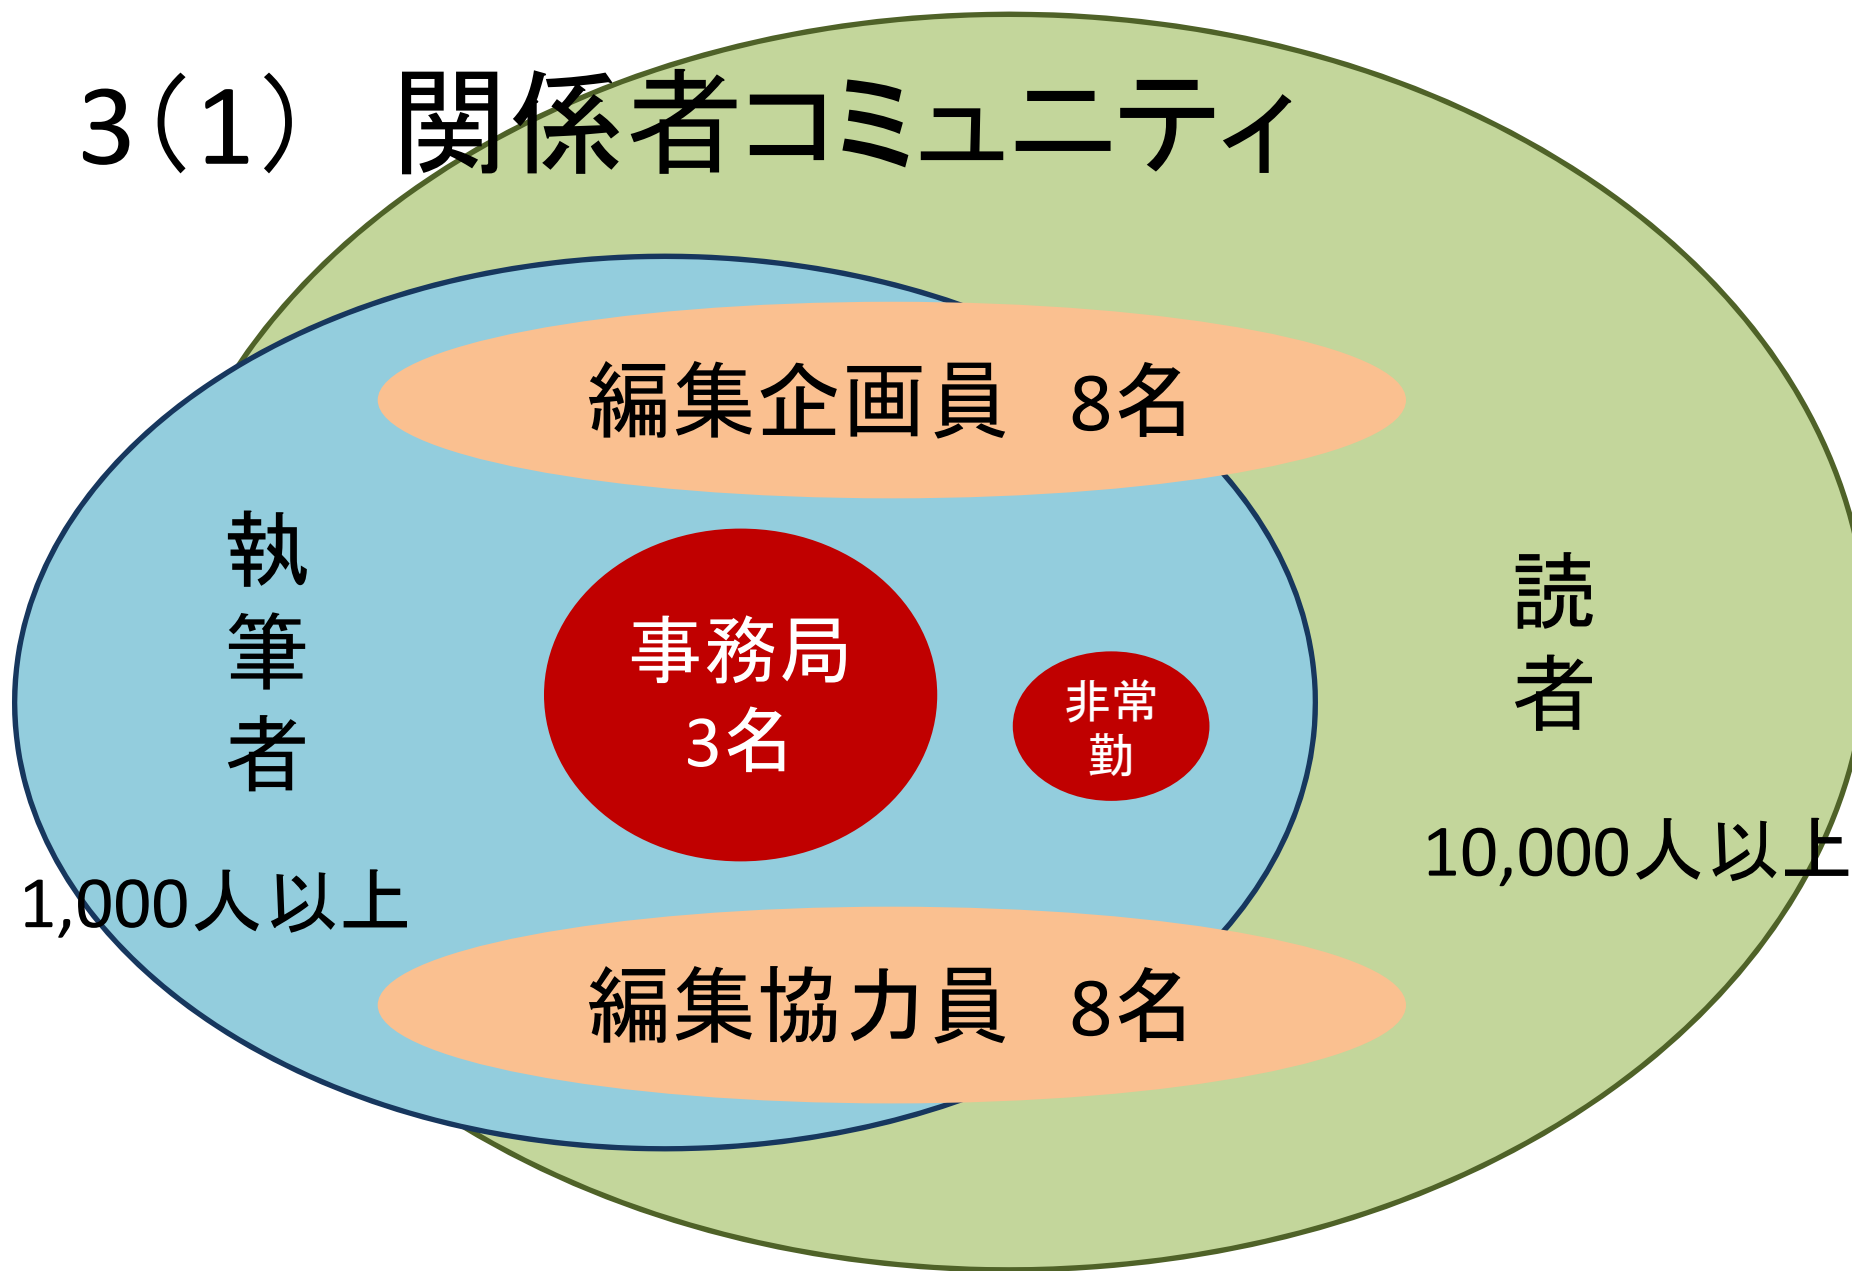 3(1)　関係者コミュニティ
編集企画員　8名
執筆者
1,000人以上
事務局
3名
非常
勤
読者
10,000人以上
編集協力員　8名